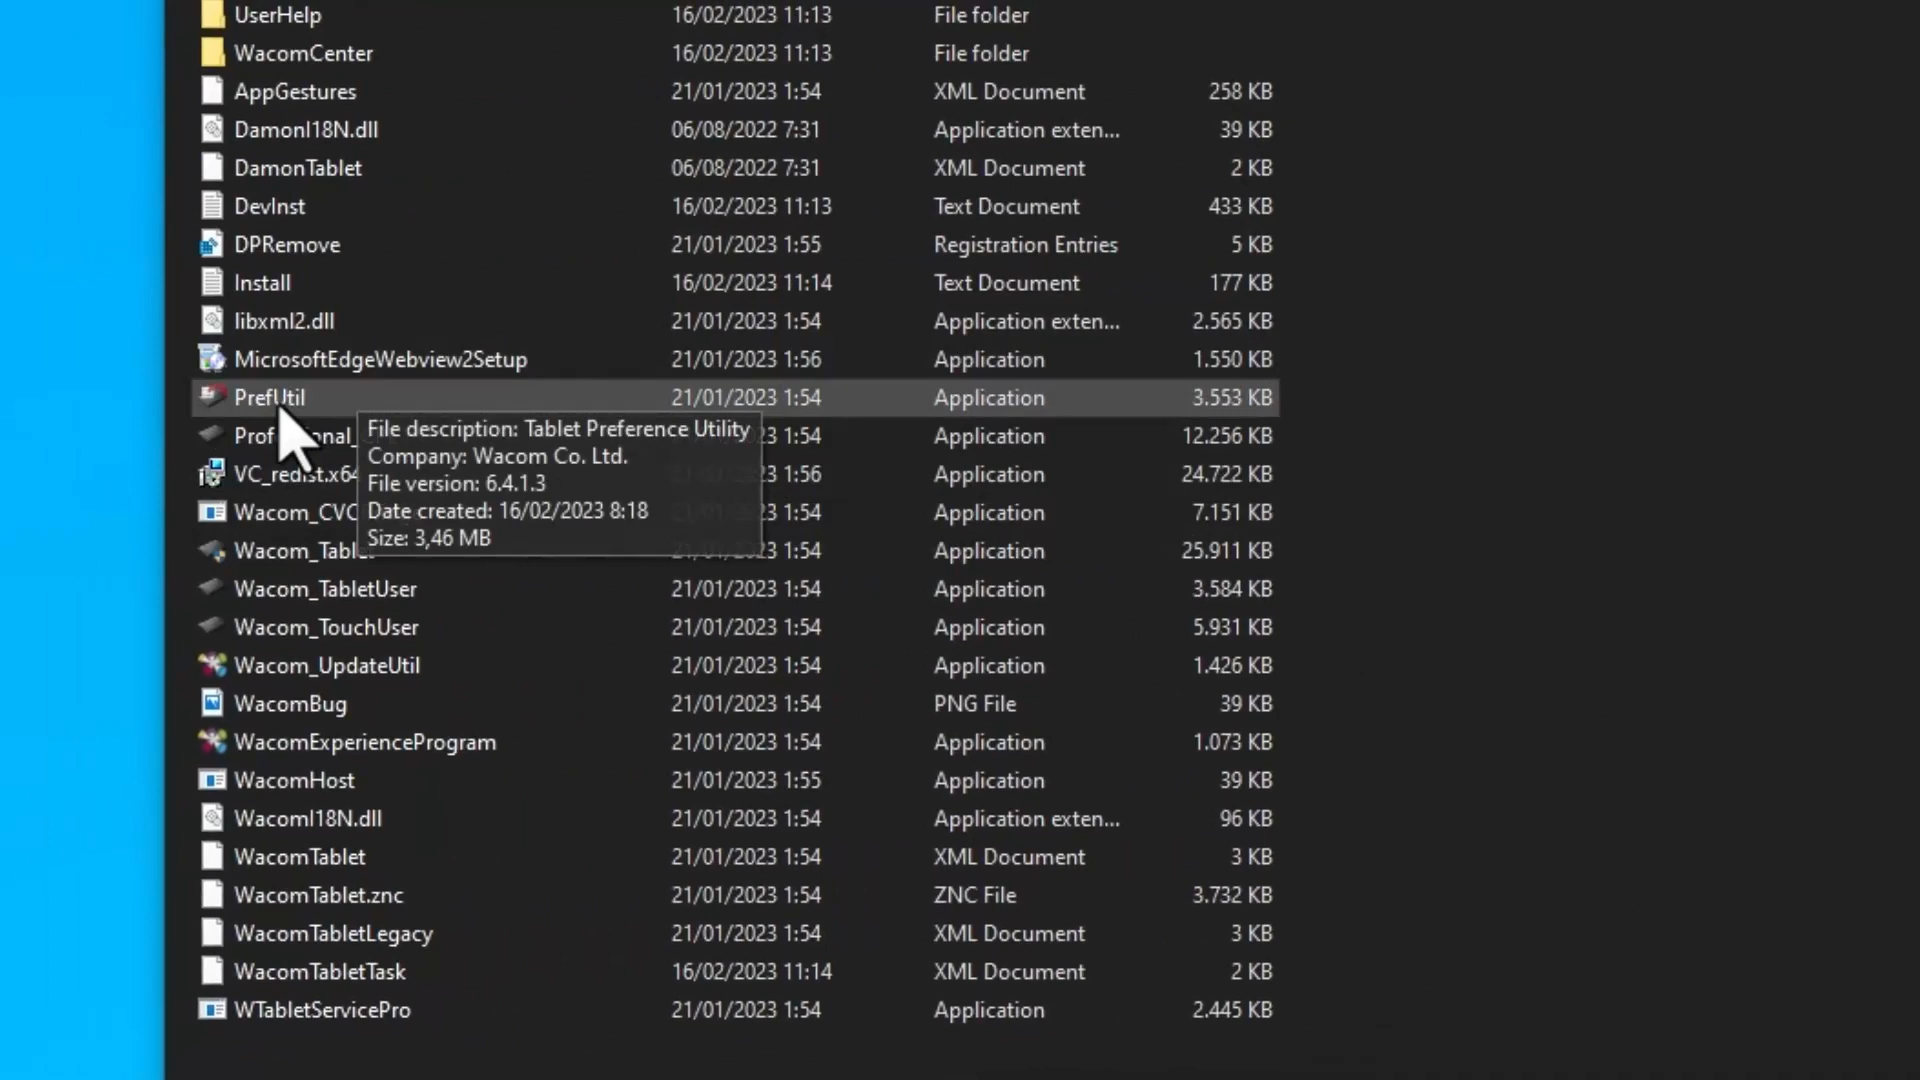 UserHelp 16/02/2023 11:13 File folder
WacomCenter 16/02/2023 11:13 File folder
AppGestures 21/01/2023 1:54 XML Document 258 KB
DamonI18N.dll 06/08/2022 7:31 Application exten... 39 KB
DamonTablet 06/08/2022 7:31 XML Document 2 KB
DevInst 16/02/2023 11:13 Text Document 433 KB
DPRemove 21/01/2023 1:55 Registration Entries 5 KB
Install 16/02/2023 11:14 Text Document 177 KB
libxml2.dll 21/01/2023 1:54 Application exten... 2.565 KB
MicrosoftEdgeWebview2Setup 21/01/2023 1:56 Application 1.550 KB
PrefUtil 21/01/2023 1:54 Application 3.553 KB
File description: Tablet Preference Utility
Company: Wacom Co. Ltd.
File version: 6.4.1.3
Date created: 16/02/2023 8:18
Size: 3,46 MB
Application 12.256 KB
VC_redist.x64 1:56 Application 24.722 KB
Wacom_CVC 1:54 Application 7.151 KB
Wacom_Tablet 1:54 Application 25.911 KB
Wacom_TabletUser 21/01/2023 1:54 Application 3.584 KB
Wacom_TouchUser 21/01/2023 1:54 Application 5.931 KB
Wacom_UpdateUtil 21/01/2023 1:54 Application 1.426 KB
WacomBug 21/01/2023 1:54 PNG File 39 KB
WacomExperienceProgram 21/01/2023 1:54 Application 1.073 KB
WacomHost 21/01/2023 1:55 Application 39 KB
WacomI18N.dll 21/01/2023 1:54 Application exten... 96 KB
WacomTablet 21/01/2023 1:54 XML Document 3 KB
WacomTablet.znc 21/01/2023 1:54 ZNC File 3.732 KB
WacomTabletLegacy 21/01/2023 1:54 XML Document 3 KB
WacomTabletTask 16/02/2023 11:14 XML Document 2 KB
WTabletServicePro 21/01/2023 1:54 Application 2.445 KB